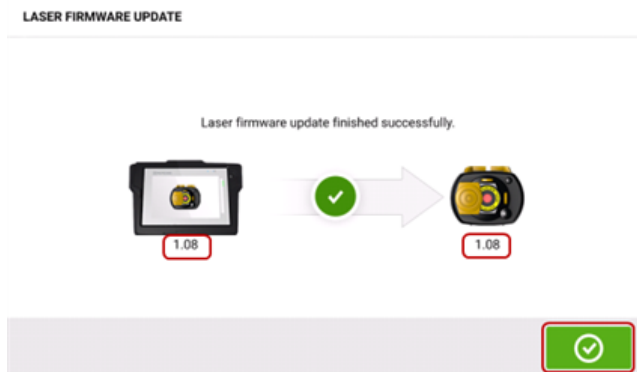 LASER FIRMWARE UPDATE
Laser firmware update finished successfully.
1.08
1.08